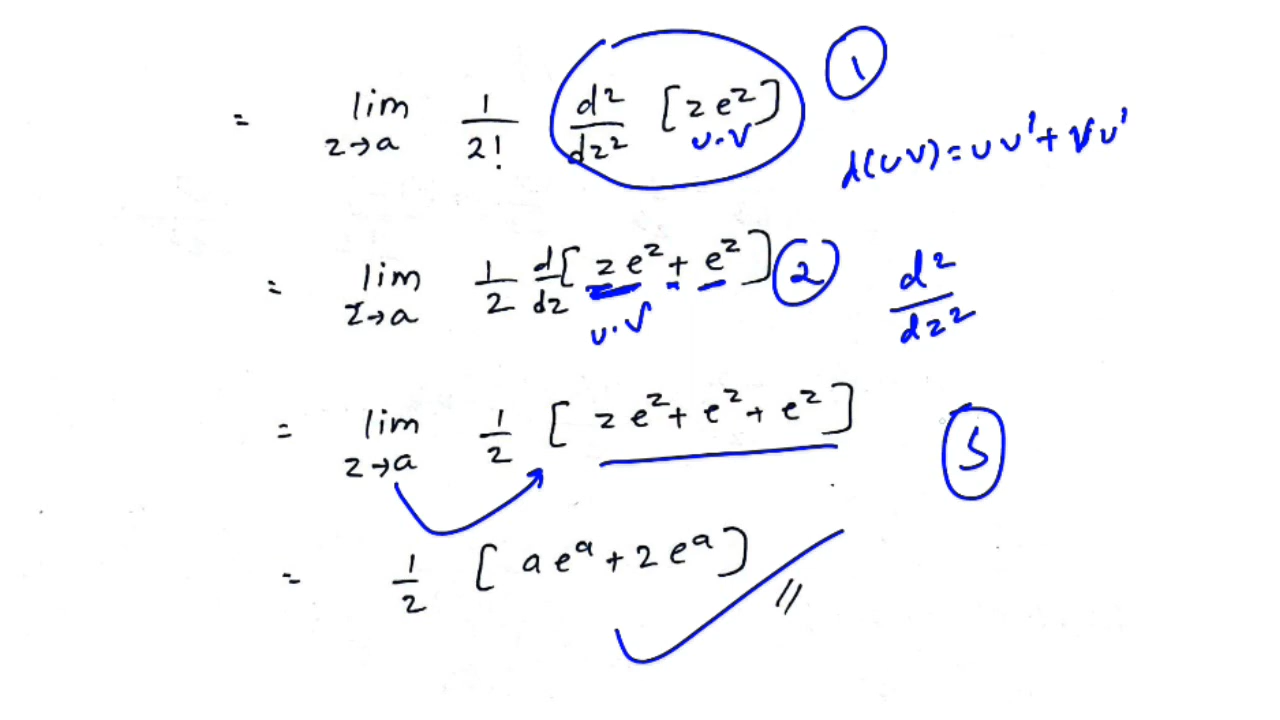 = lim z→a 1/2! d²/dz² [z e^z] ①
u·v
d(uv) = uv' + vu'
= lim z→a 1/2 d/dz [z e^z + e^z] ②
u·v
d²/dz²
= lim z→a 1/2 [z e^z + e^z + e^z]
= 1/2 [a e^a + 2 e^a] //